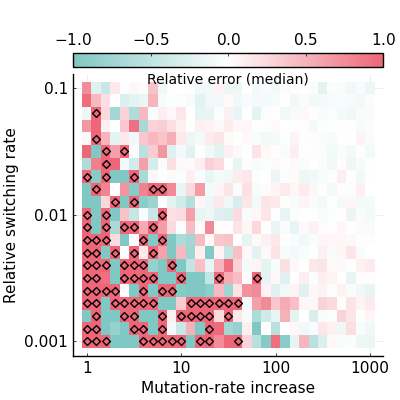 −1.0 −0.5 0.0 0.5 1.0
Relative error (median)
Relative switching rate
0.1
0.01
0.001
1 10 100 1000
Mutation-rate increase